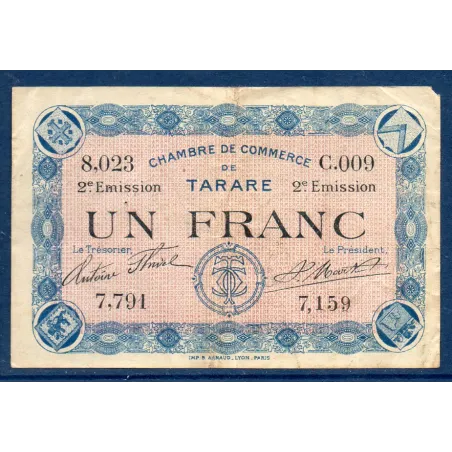 8,023 CHAMBRE DE COMMERCE C.009
DE
2e Emission TARARE 2e Emission
UN FRANC
Le Trésorier, Le Président,
Antoine
7,791 7,159
IMP. B. ARNAUD, LYON, PARIS